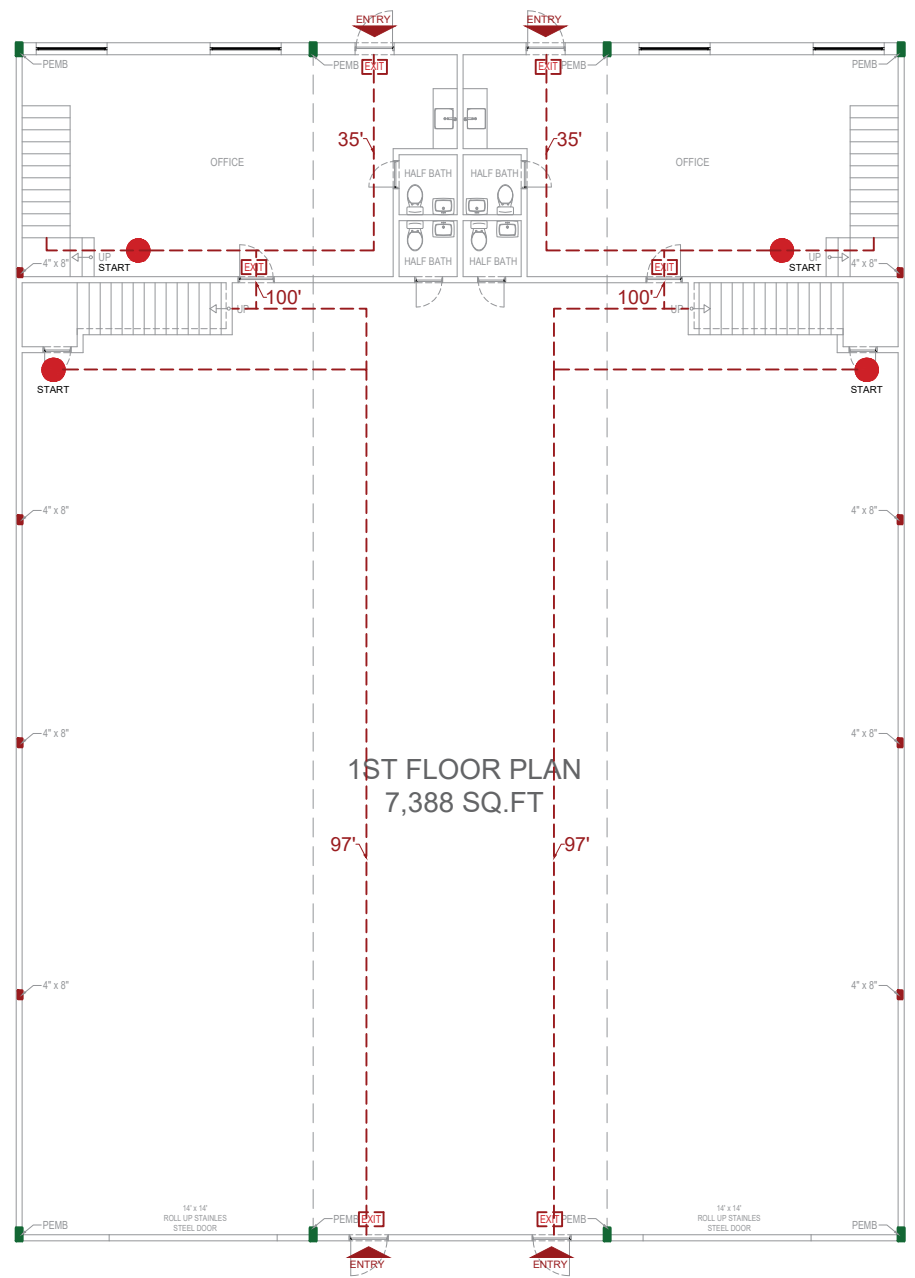 ENTRY
ENTRY
PEMB
PEMB
EXIT
EXIT
PEMB
PEMB
35'
35'
OFFICE
HALF BATH
HALF BATH
OFFICE
UP
START
4" x 8"
EXIT
HALF BATH
HALF BATH
EXIT
UP
START
4" x 8"
100'
100'
UP
UP
START
START
4" x 8"
4" x 8"
4" x 8"
4" x 8"
1ST FLOOR PLAN
7,388 SQ.FT
97'
97'
4" x 8"
4" x 8"
14' x 14'
ROLL UP STAINLES
STEEL DOOR
14' x 14'
ROLL UP STAINLES
STEEL DOOR
PEMB
PEMB
EXIT
EXIT
PEMB
PEMB
ENTRY
ENTRY